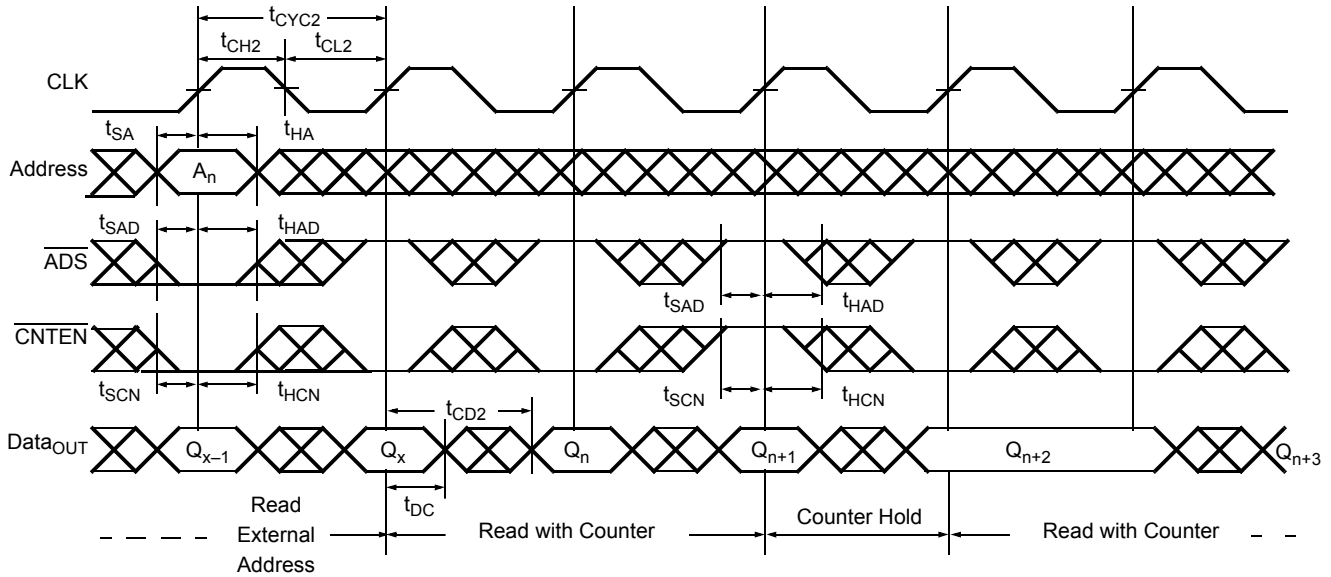 tCYC2
tCH2 tCL2
CLK
tSA tHA
Address An
tSAD tHAD
ADS
tSAD tHAD
CNTEN
tSCN tHCN tSCN tHCN
tCD2
DataOUT Qx–1 Qx Qn Qn+1 Qn+2 Qn+3
tDC
Read
External
Address
Read with Counter
Counter Hold
Read with Counter